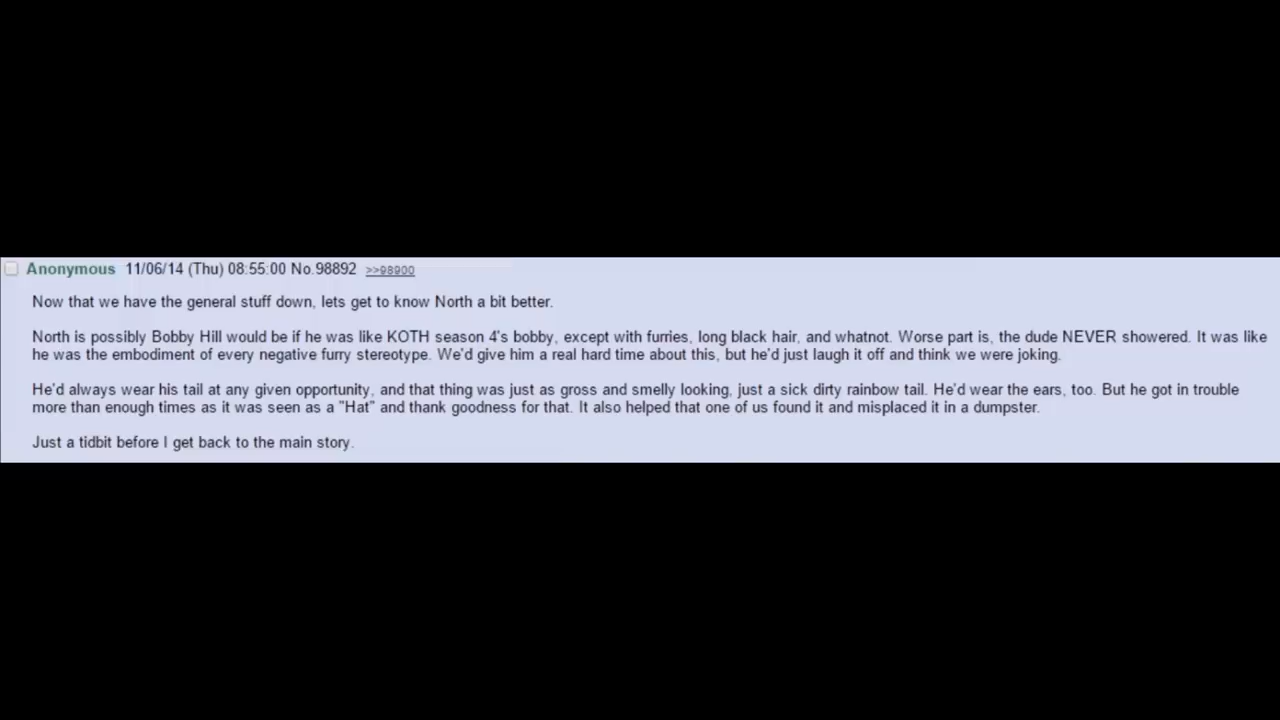 Anonymous 11/06/14 (Thu) 08:55:00 No.98892 >>98900
Now that we have the general stuff down, lets get to know North a bit better.
North is possibly Bobby Hill would be if he was like KOTH season 4's bobby, except with furries, long black hair, and whatnot. Worse part is, the dude NEVER showered. It was like
he was the embodiment of every negative furry stereotype. We'd give him a real hard time about this, but he'd just laugh it off and think we were joking.
He'd always wear his tail at any given opportunity, and that thing was just as gross and smelly looking, just a sick dirty rainbow tail. He'd wear the ears, too. But he got in trouble
more than enough times as it was seen as a "Hat" and thank goodness for that. It also helped that one of us found it and misplaced it in a dumpster.
Just a tidbit before I get back to the main story.